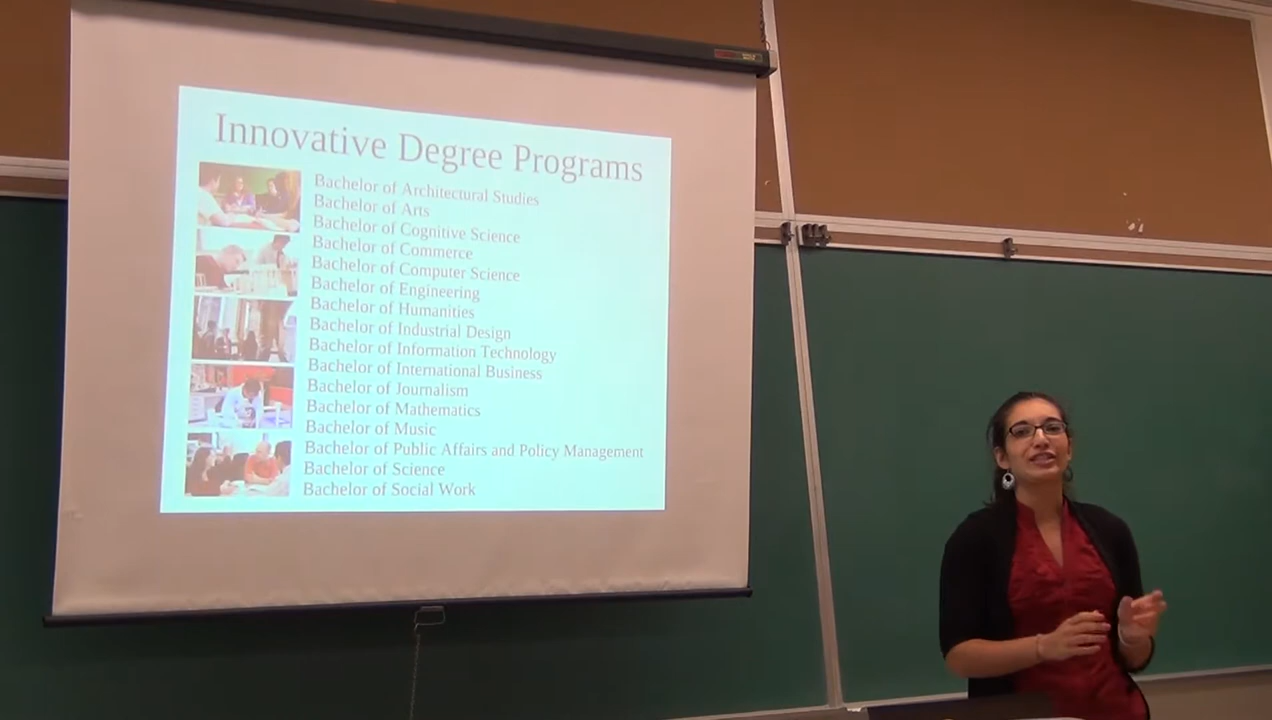 Innovative Degree Programs
Bachelor of Architectural Studies
Bachelor of Arts
Bachelor of Cognitive Science
Bachelor of Commerce
Bachelor of Computer Science
Bachelor of Engineering
Bachelor of Humanities
Bachelor of Industrial Design
Bachelor of Information Technology
Bachelor of International Business
Bachelor of Journalism
Bachelor of Mathematics
Bachelor of Music
Bachelor of Public Affairs and Policy Management
Bachelor of Science
Bachelor of Social Work